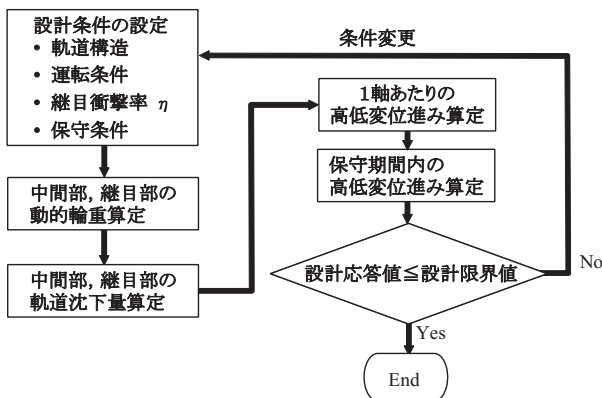 設計条件の設定
• 軌道構造
• 運転条件
• 継目衝撃率 η
• 保守条件
中間部，継目部の
動的輪重算定
中間部，継目部の
軌道沈下量算定
条件変更
１軸あたりの
高低変位進み算定
保守期間内の
高低変位進み算定
設計応答値≦設計限界値
No
Yes
End